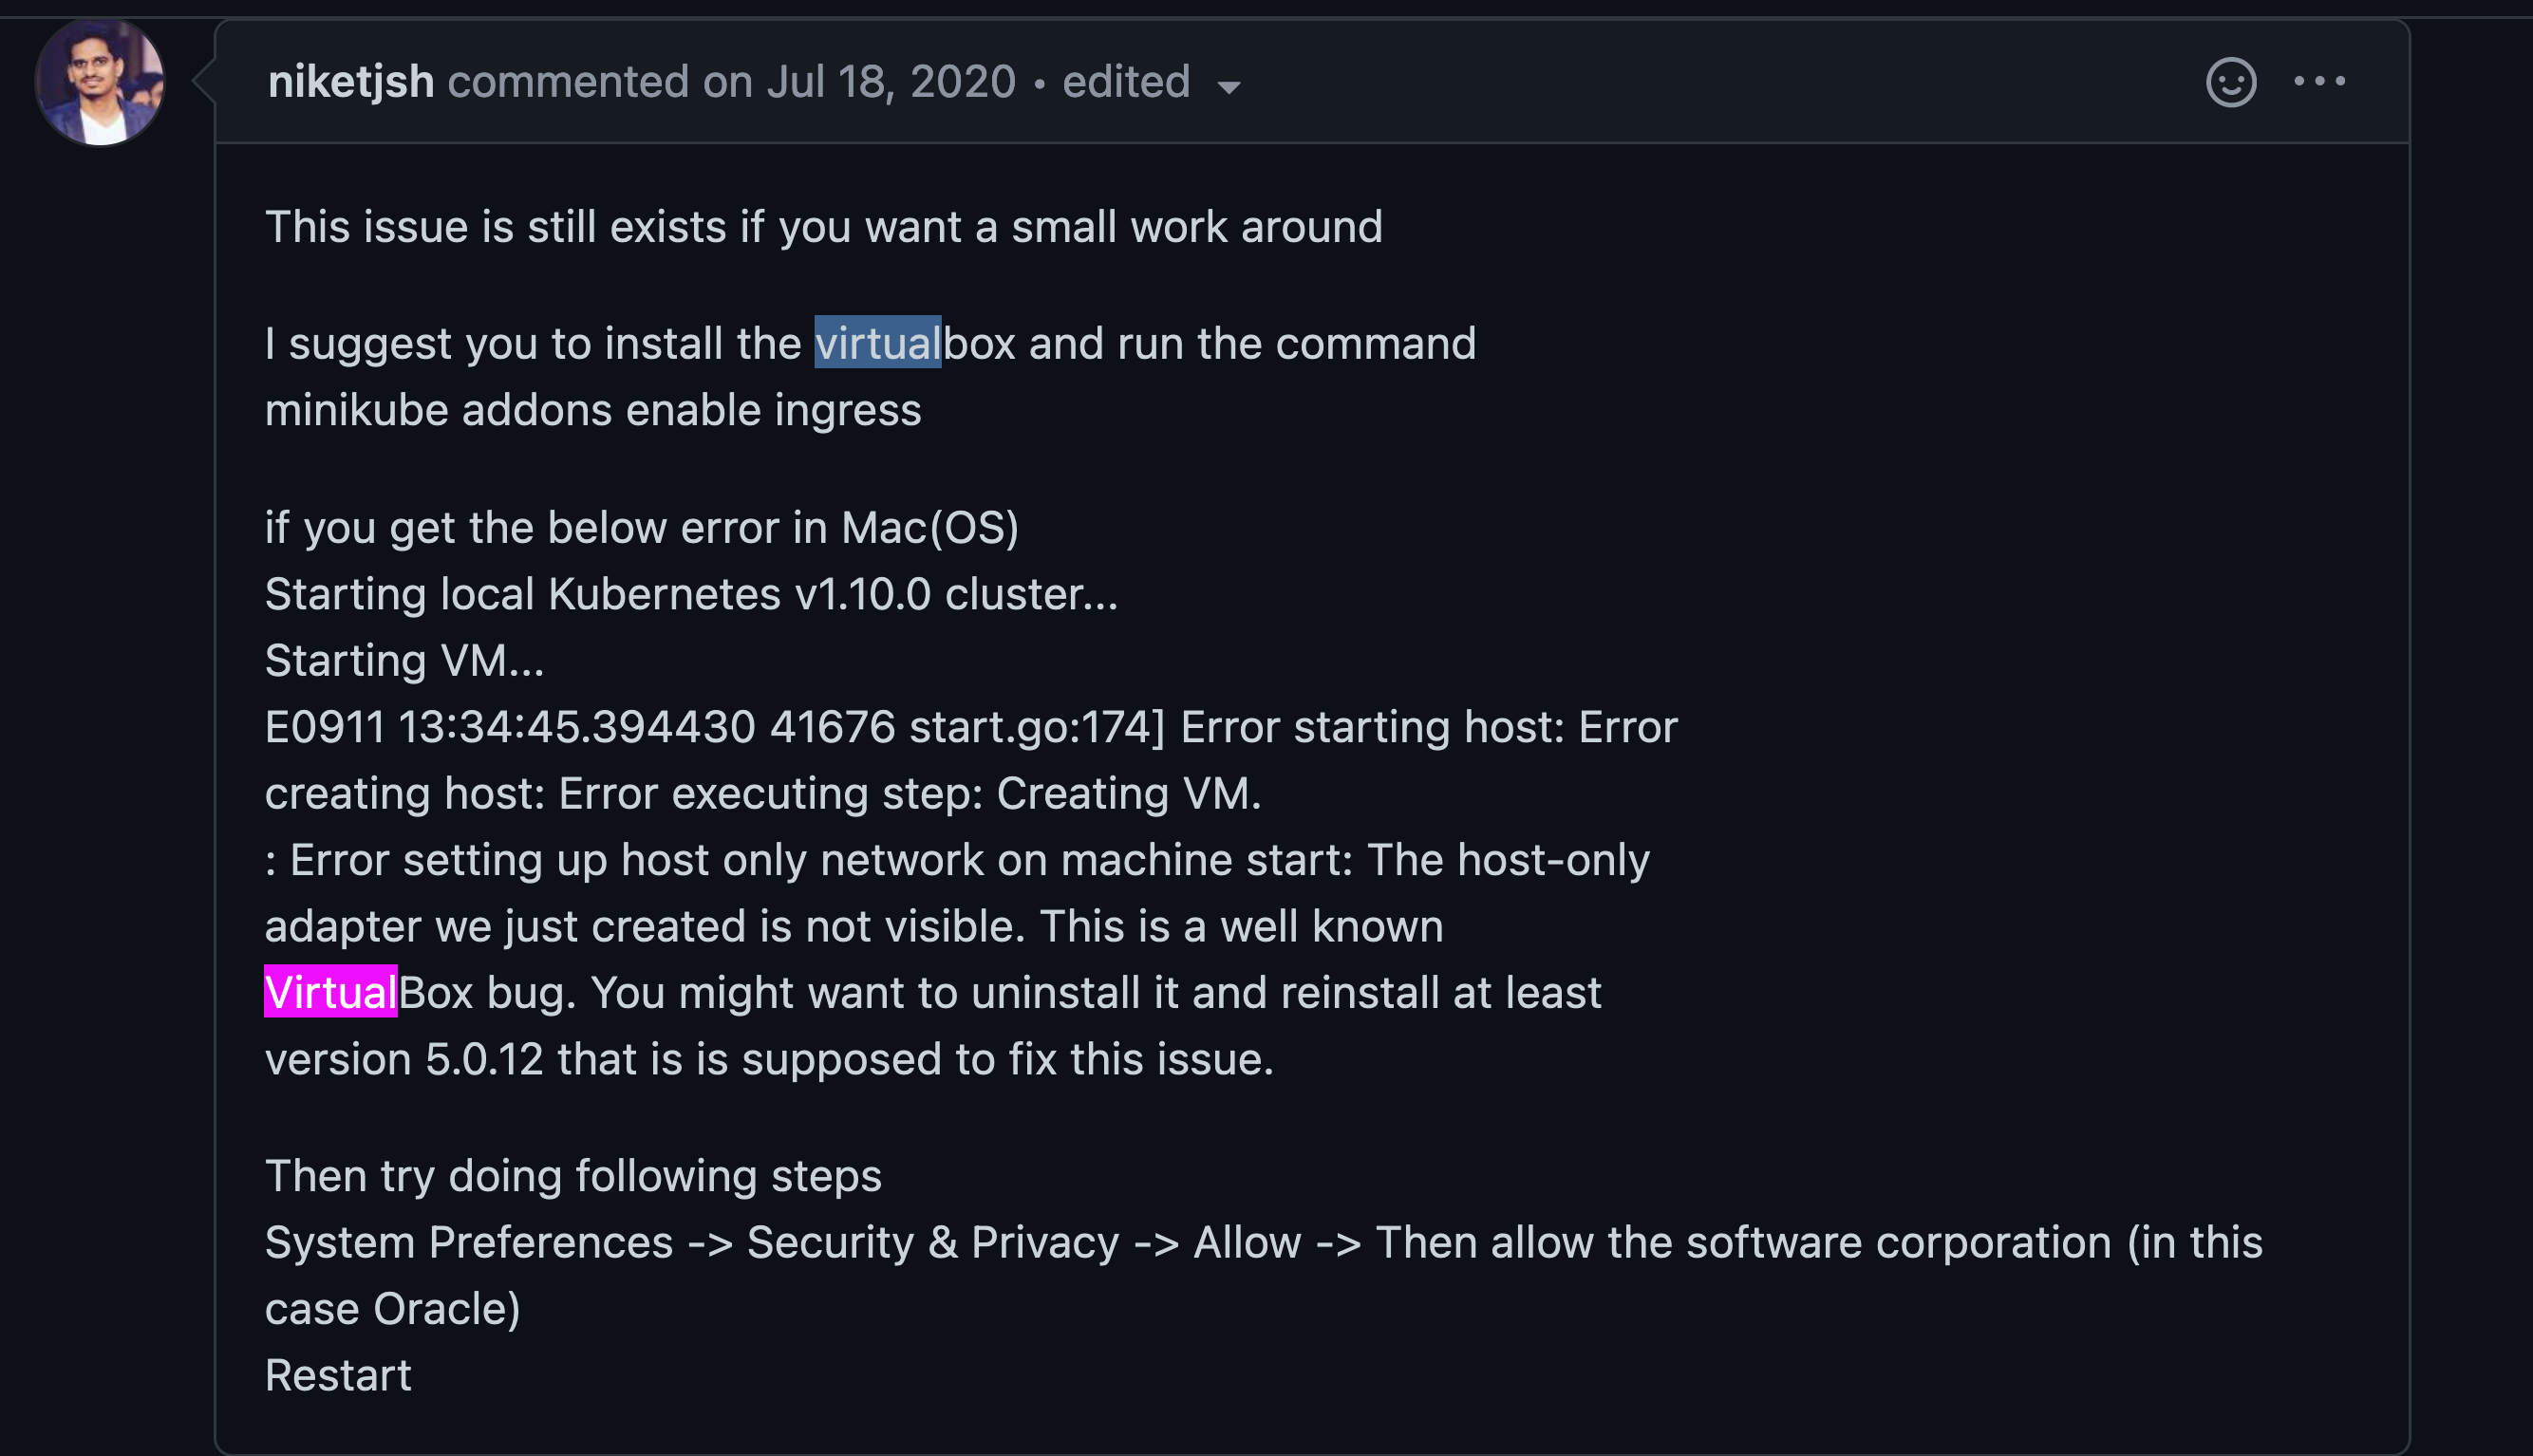 niketjsh commented on Jul 18, 2020 • edited
This issue is still exists if you want a small work around
I suggest you to install the virtualbox and run the command
minikube addons enable ingress
if you get the below error in Mac(OS)
Starting local Kubernetes v1.10.0 cluster...
Starting VM...
E0911 13:34:45.394430 41676 start.go:174] Error starting host: Error
creating host: Error executing step: Creating VM.
: Error setting up host only network on machine start: The host-only
adapter we just created is not visible. This is a well known
VirtualBox bug. You might want to uninstall it and reinstall at least
version 5.0.12 that is is supposed to fix this issue.
Then try doing following steps
System Preferences -> Security & Privacy -> Allow -> Then allow the software corporation (in this
case Oracle)
Restart